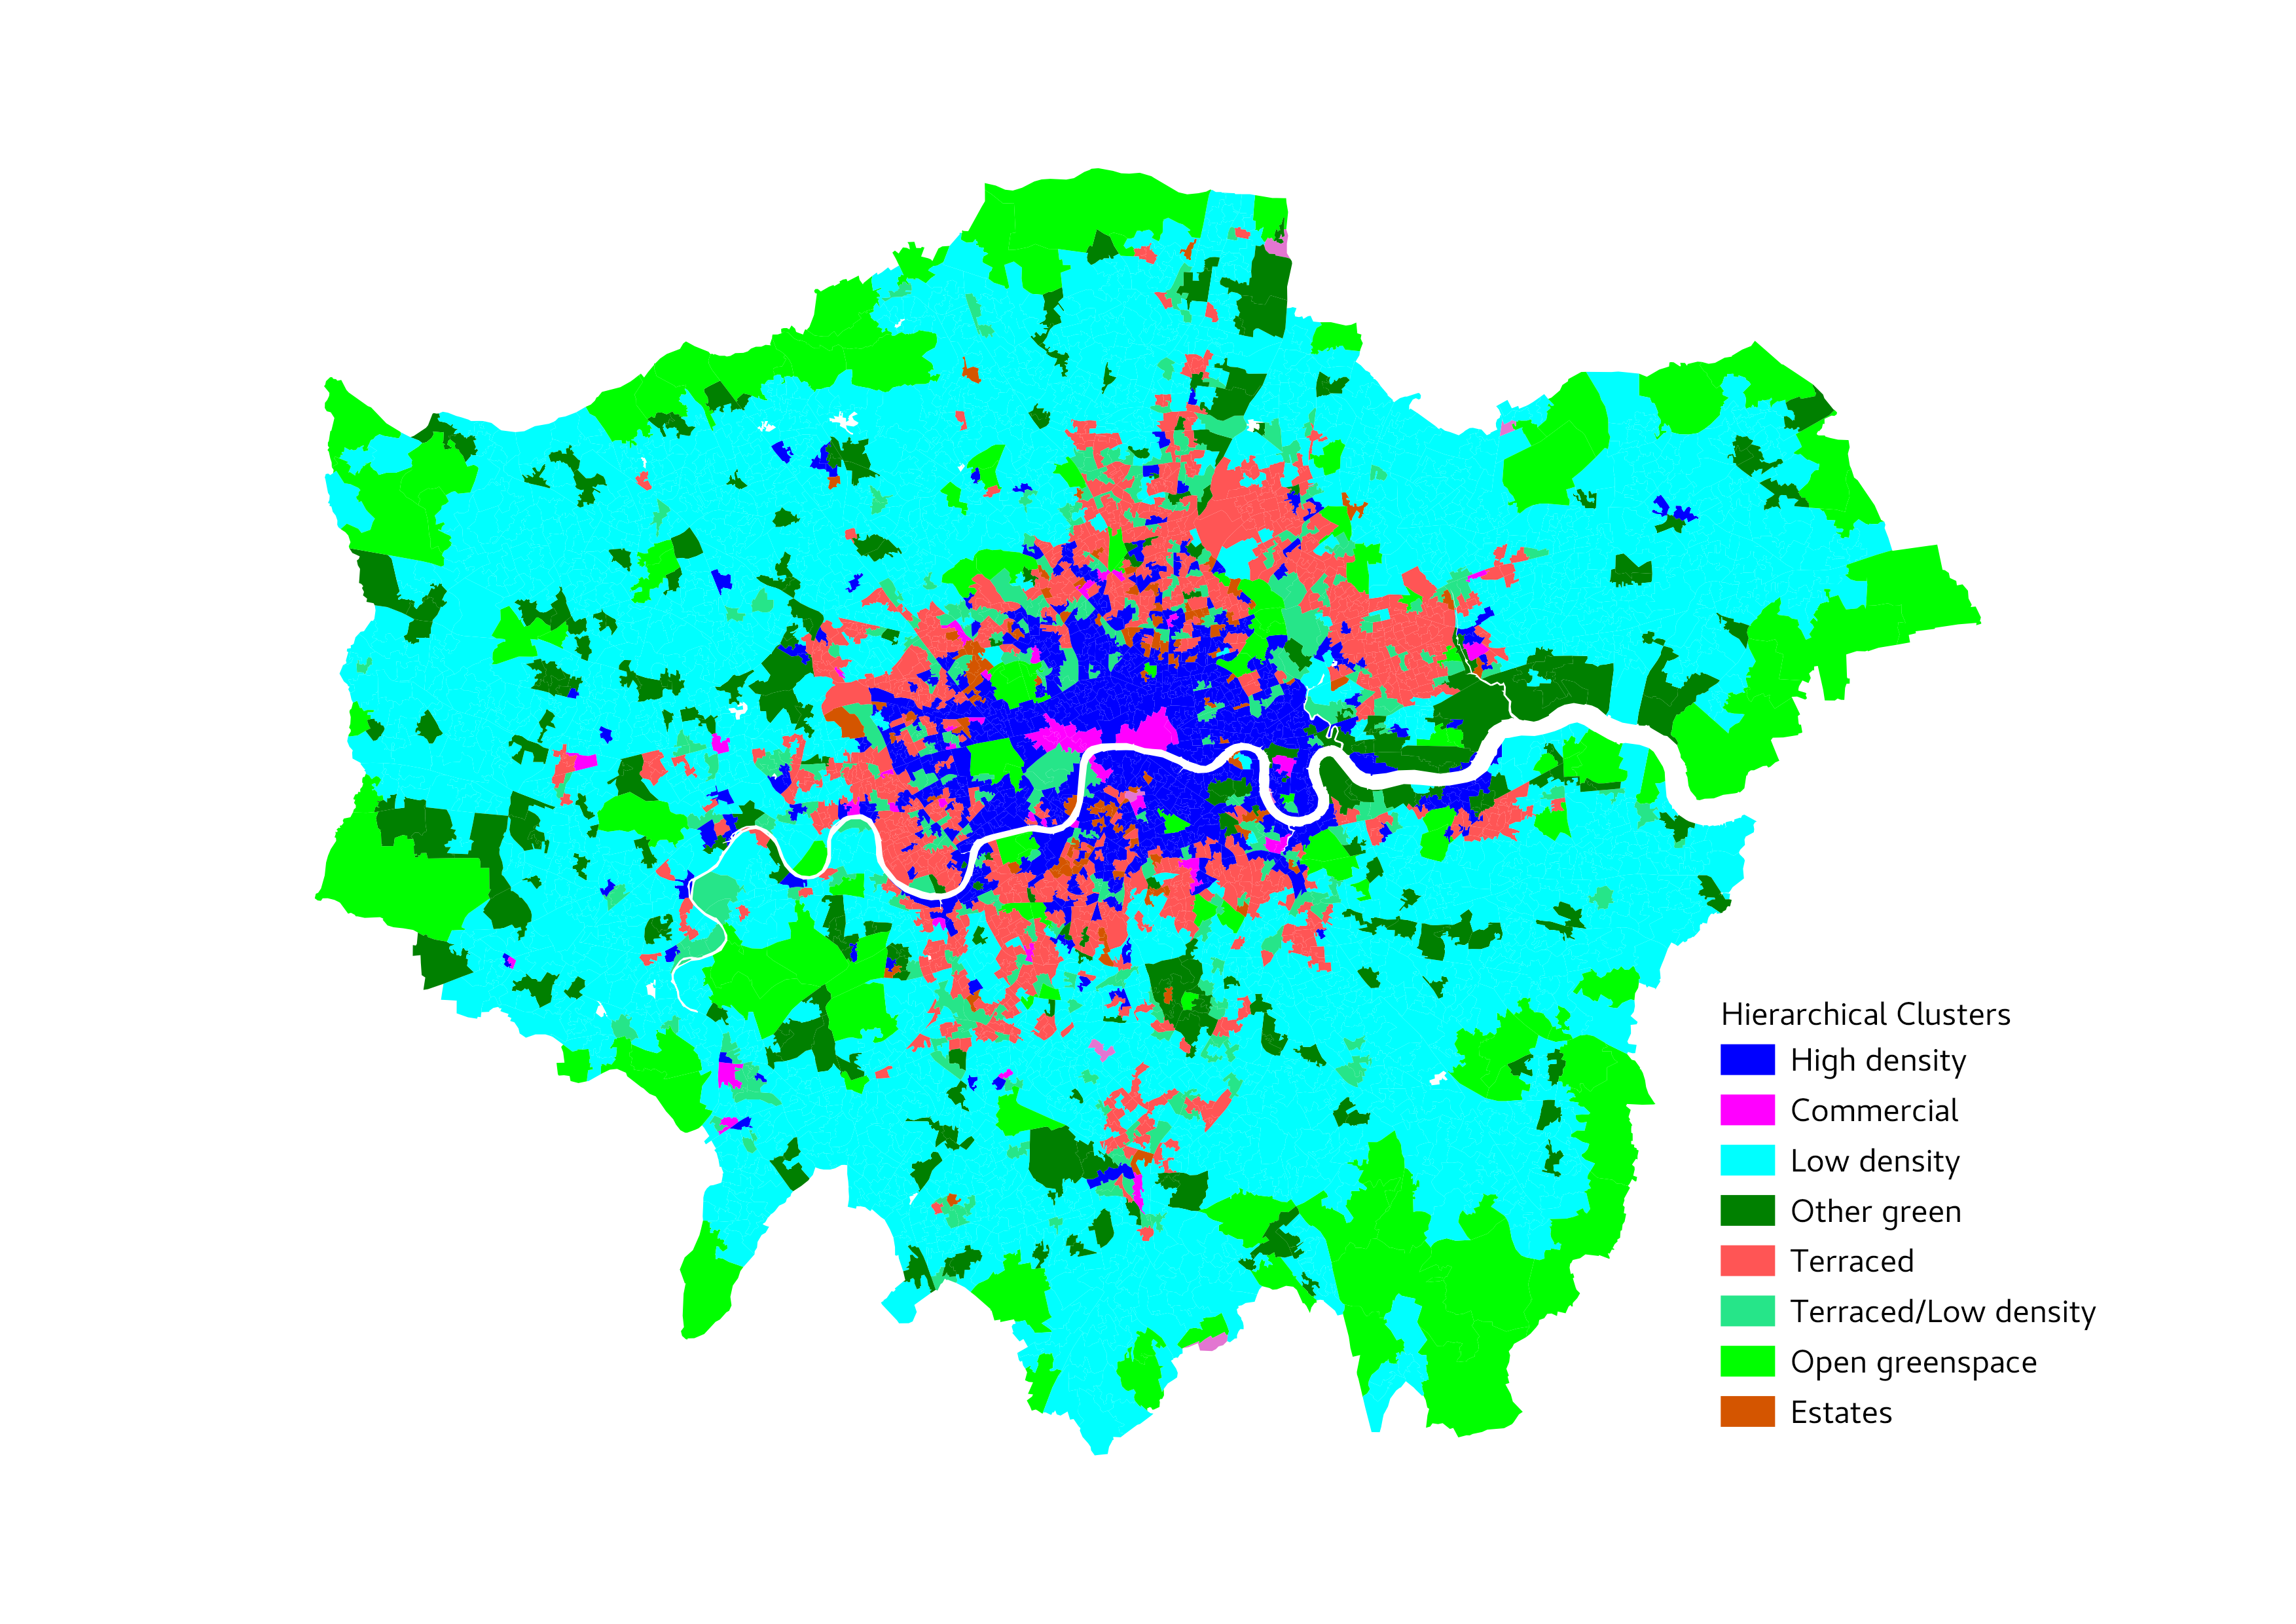 Hierarchical Clusters
High density
Commercial
Low density
Other green
Terraced
Terraced/Low density
Open greenspace
Estates